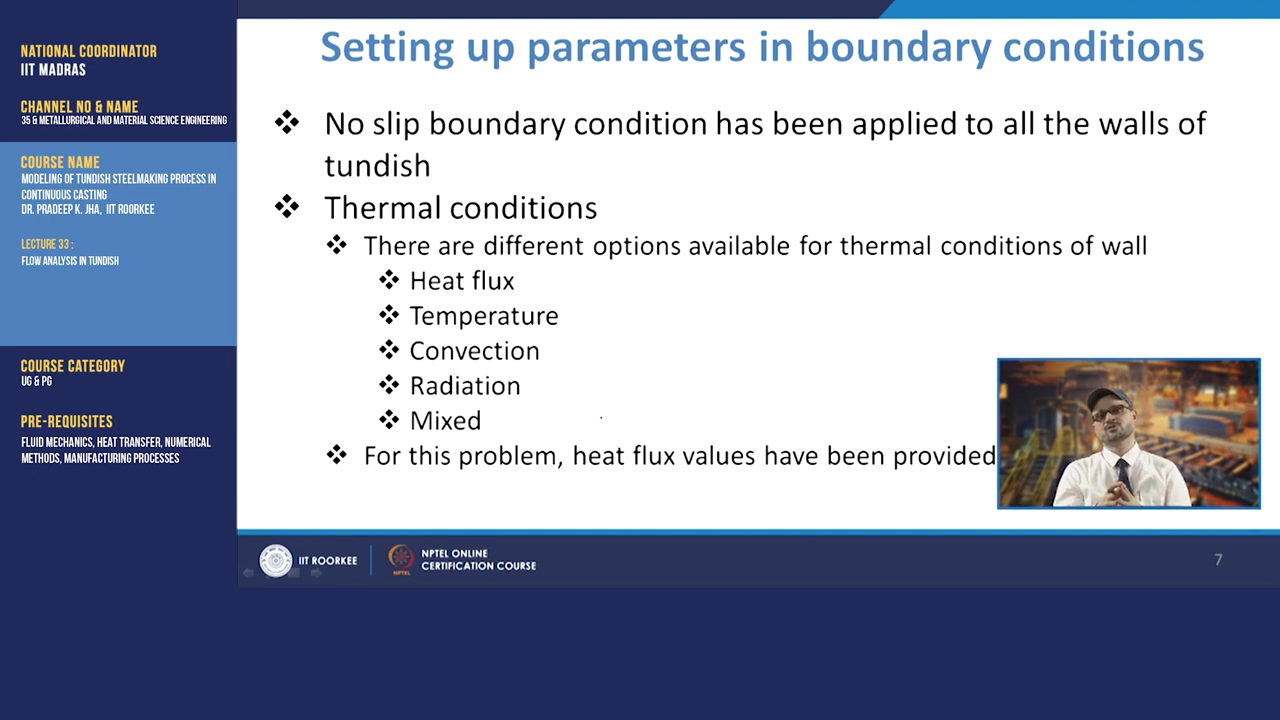 NATIONAL COORDINATOR
IIT MADRAS
CHANNEL NO & NAME
35 & METALLURGICAL AND MATERIAL SCIENCE ENGINEERING
COURSE NAME
MODELING OF TUNDISH STEELMAKING PROCESS IN
CONTINUOUS CASTING
DR. PRADEEP K. JHA, IIT ROORKEE
LECTURE 33 :
FLOW ANALYSIS IN TUNDISH
COURSE CATEGORY
UG & PG
PRE-REQUISITES
FLUID MECHANICS, HEAT TRANSFER, NUMERICAL
METHODS, MANUFACTURING PROCESSES
Setting up parameters in boundary conditions
No slip boundary condition has been applied to all the walls of
tundish
Thermal conditions
There are different options available for thermal conditions of wall
Heat flux
Temperature
Convection
Radiation
Mixed
For this problem, heat flux values have been provided
IIT ROORKEE
NPTEL
NPTEL ONLINE
CERTIFICATION COURSE
7